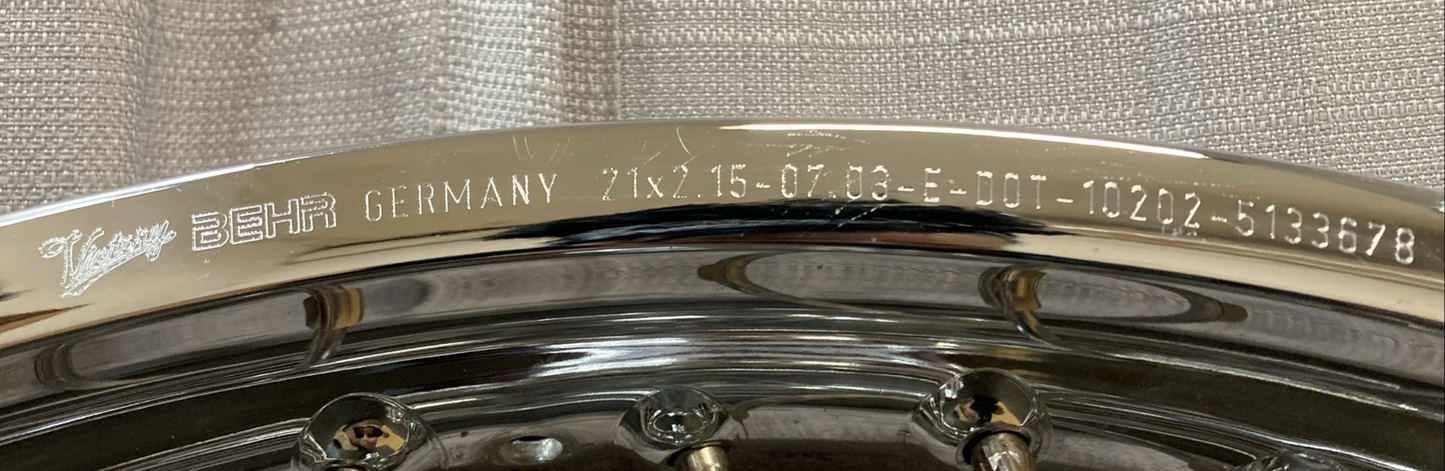 Victory BEHR GERMANY 21x2.15-07.03-E-DOT-10202-5133678